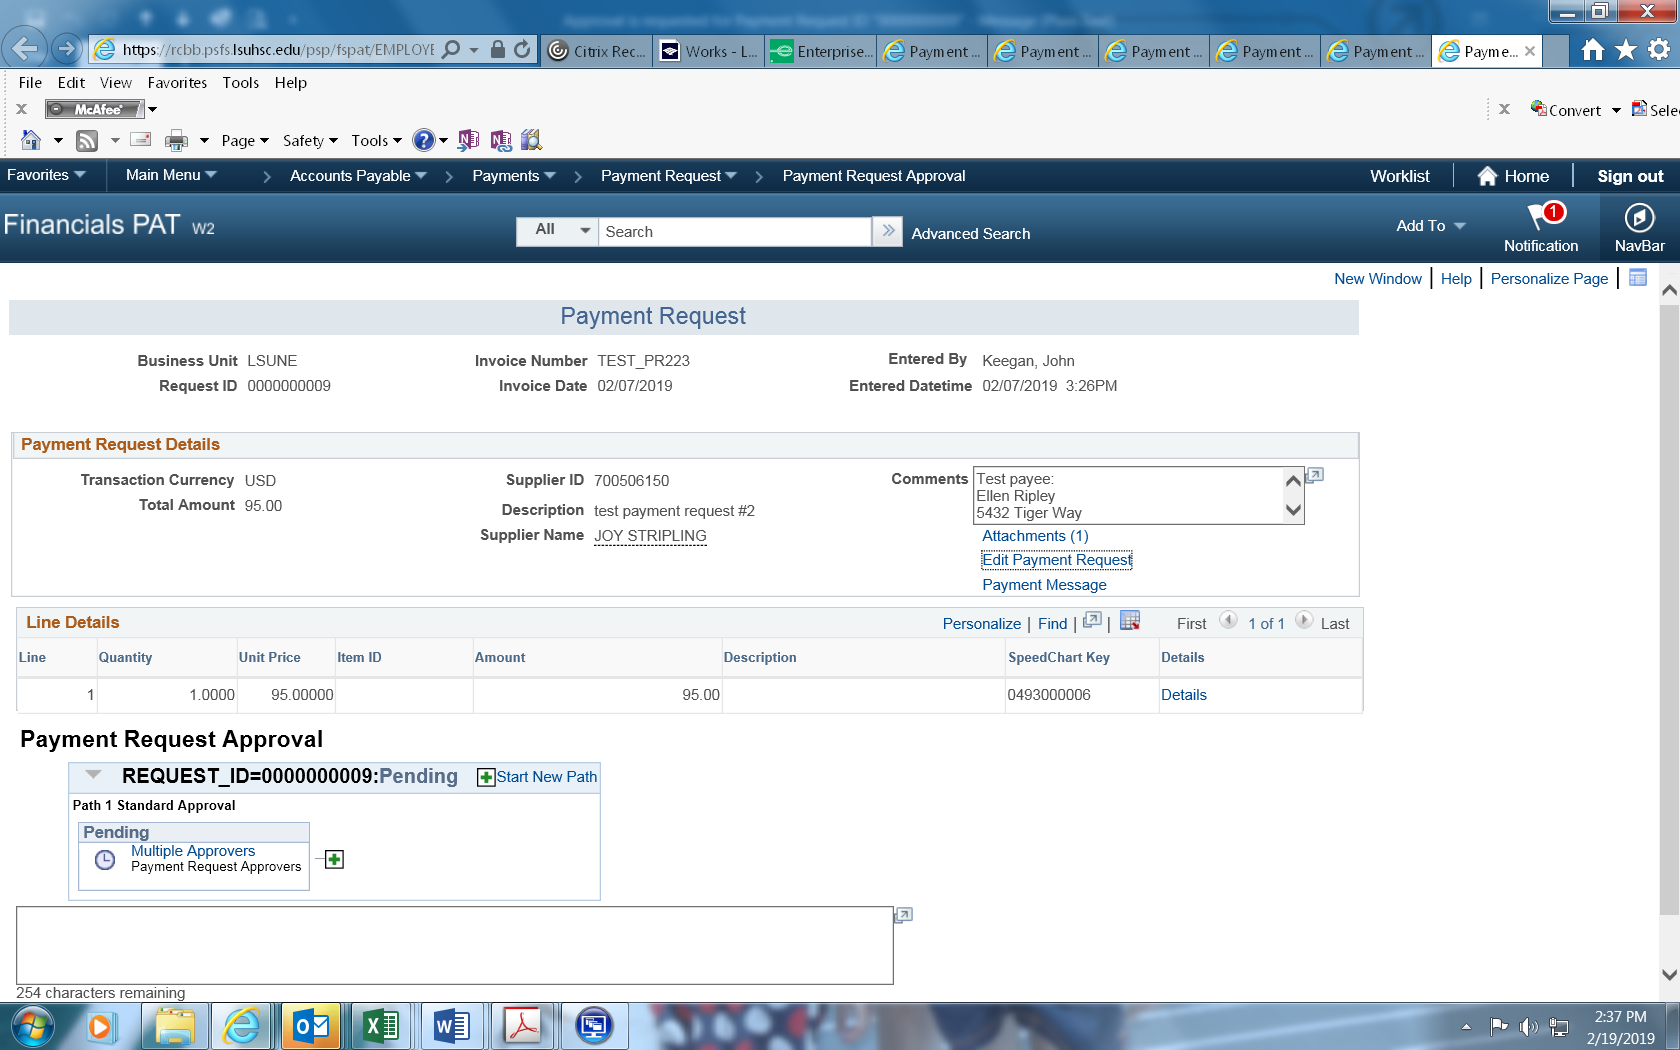 https://rcbb.psfs.lsuhsc.edu/psp/fspat/EMPLOYE
Citrix Rec...
Works - L...
Enterprise...
Payment ...
Payment ...
Payment ...
Payment ...
Payment ...
Payme...
File Edit View Favorites Tools Help
McAfee
Convert
Sele
Page Safety Tools
Favorites Main Menu > Accounts Payable > Payments > Payment Request > Payment Request Approval
Worklist Home Sign out
Financials PAT W2
All Search Advanced Search
Add To
1
Notification
NavBar
New Window | Help | Personalize Page |
Payment Request
Business Unit LSUNE Invoice Number TEST_PR223 Entered By Keegan, John
Request ID 0000000009 Invoice Date 02/07/2019 Entered Datetime 02/07/2019 3:26PM
Payment Request Details
Transaction Currency USD Supplier ID 700506150 Comments Test payee:
Ellen Ripley
5432 Tiger Way
Total Amount 95.00 Description test payment request #2
Supplier Name JOY STRIPLING
Attachments (1)
Edit Payment Request
Payment Message
Line Details
Personalize | Find | | First 1 of 1 Last
Line Quantity Unit Price Item ID Amount Description SpeedChart Key Details
1 1.0000 95.00000 95.00 0493000006 Details
Payment Request Approval
REQUEST_ID=0000000009:Pending Start New Path
Path 1 Standard Approval
Pending
Multiple Approvers
Payment Request Approvers
254 characters remaining
2:37 PM
2/19/2019